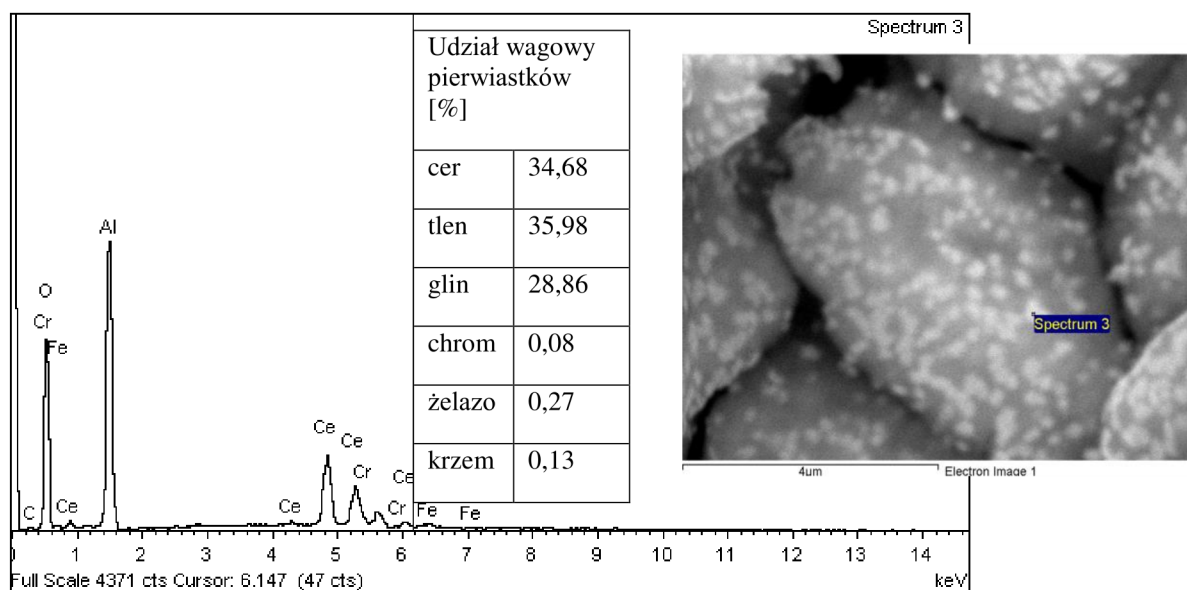 Spectrum 3
Udział wagowy
pierwiastków
[%]
cer 34,68
tlen 35,98
glin 28,86
chrom 0,08
żelazo 0,27
krzem 0,13
Al
O
Cr
Fe
Ce
Ce
Ce
Cr
C
Ce
Ce
Cr
Fe
Fe
Spectrum 3
4µm Electron Image 1
0 1 2 3 4 5 6 7 8 9 10 11 12 13 14
Full Scale 4371 cts Cursor: 6.147 (47 cts) keV